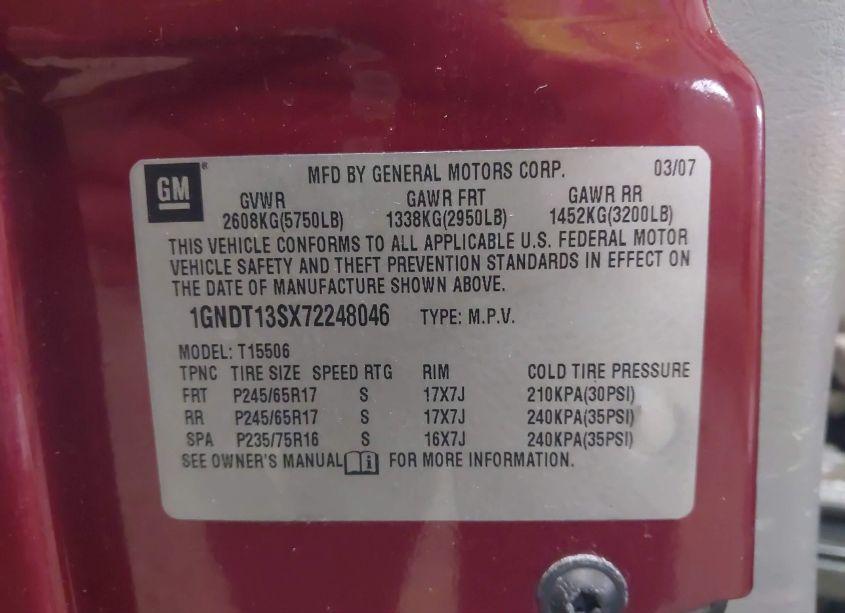 GM ® MFD BY GENERAL MOTORS CORP. 03/07
GVWR GAWR FRT GAWR RR
2608KG(5750LB) 1338KG(2950LB) 1452KG(3200LB)
THIS VEHICLE CONFORMS TO ALL APPLICABLE U.S. FEDERAL MOTOR
VEHICLE SAFETY AND THEFT PREVENTION STANDARDS IN EFFECT ON
THE DATE OF MANUFACTURE SHOWN ABOVE.
1GNDT13SX72248046 TYPE: M.P.V.
MODEL: T15506
TPNC TIRE SIZE SPEED RTG RIM COLD TIRE PRESSURE
FRT P245/65R17 S 17X7J 210KPA(30PSI)
RR P245/65R17 S 17X7J 240KPA(35PSI)
SPA P235/75R16 S 16X7J 240KPA(35PSI)
SEE OWNER'S MANUAL i FOR MORE INFORMATION.